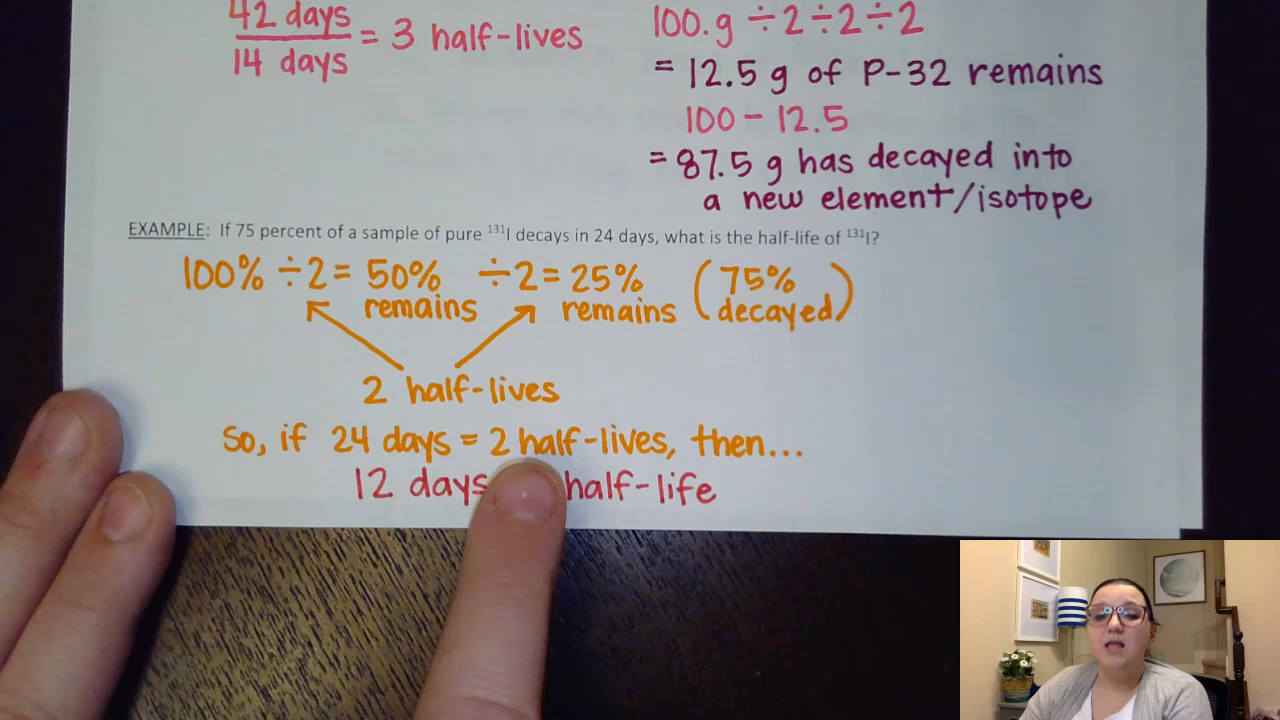 42 days
14 days
= 3 half-lives
100.g ÷2÷2÷2
= 12.5 g of P-32 remains
100 - 12.5
= 87.5 g has decayed into
a new element/isotope
EXAMPLE: If 75 percent of a sample of pure ¹³¹I decays in 24 days, what is the half-life of ¹³¹I?
100% ÷2 = 50% ÷2 = 25% (75%
remains remains decayed)
2 half-lives
So, if 24 days = 2 half-lives, then...
12 days half-life